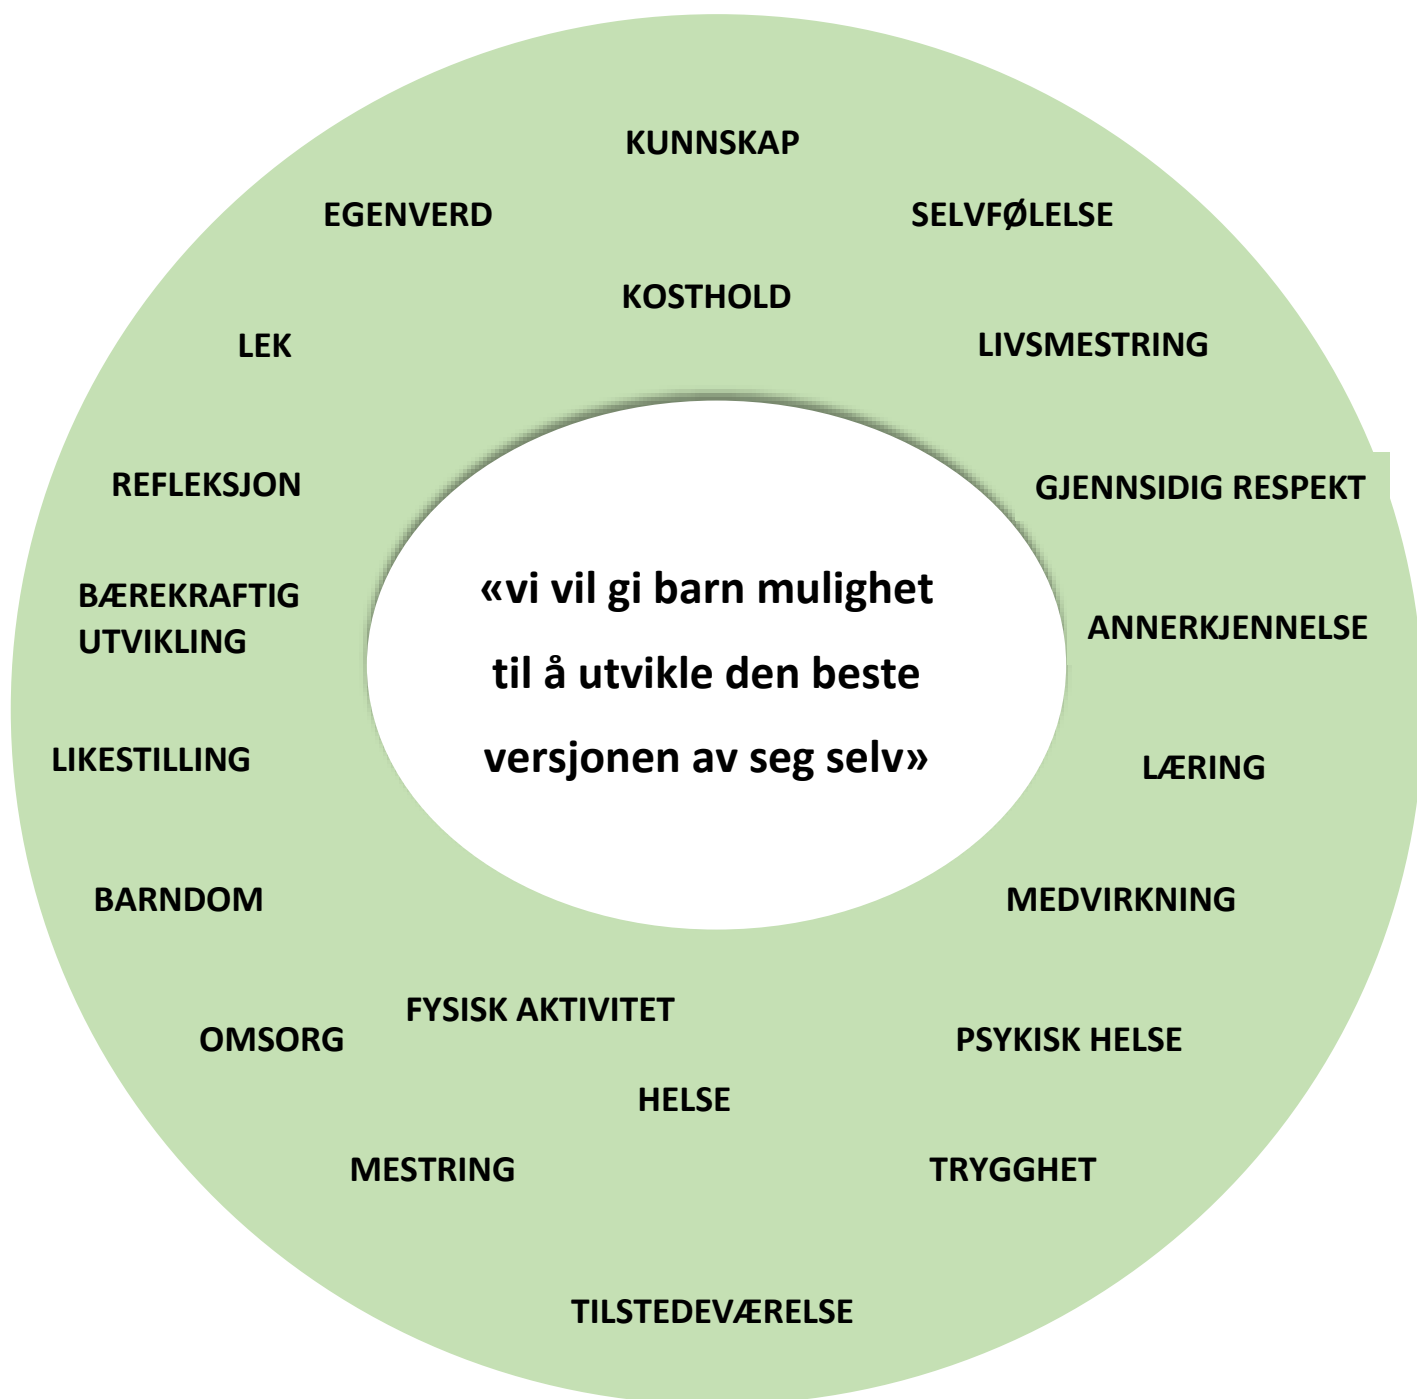 KUNNSKAP
EGENVERD
SELVFØLELSE
KOSTHOLD
LEK
LIVSMESTRING
REFLEKSJON
GJENNSIDIG RESPEKT
«vi vil gi barn mulighet
til å utvikle den beste
versjonen av seg selv»
BÆREKRAFTIG
UTVIKLING
ANNERKJENNELSE
LIKESTILLING
LÆRING
BARNDOM
MEDVIRKNING
FYSISK AKTIVITET
OMSORG
PSYKISK HELSE
HELSE
MESTRING
TRYGGHET
TILSTEDEVÆRELSE